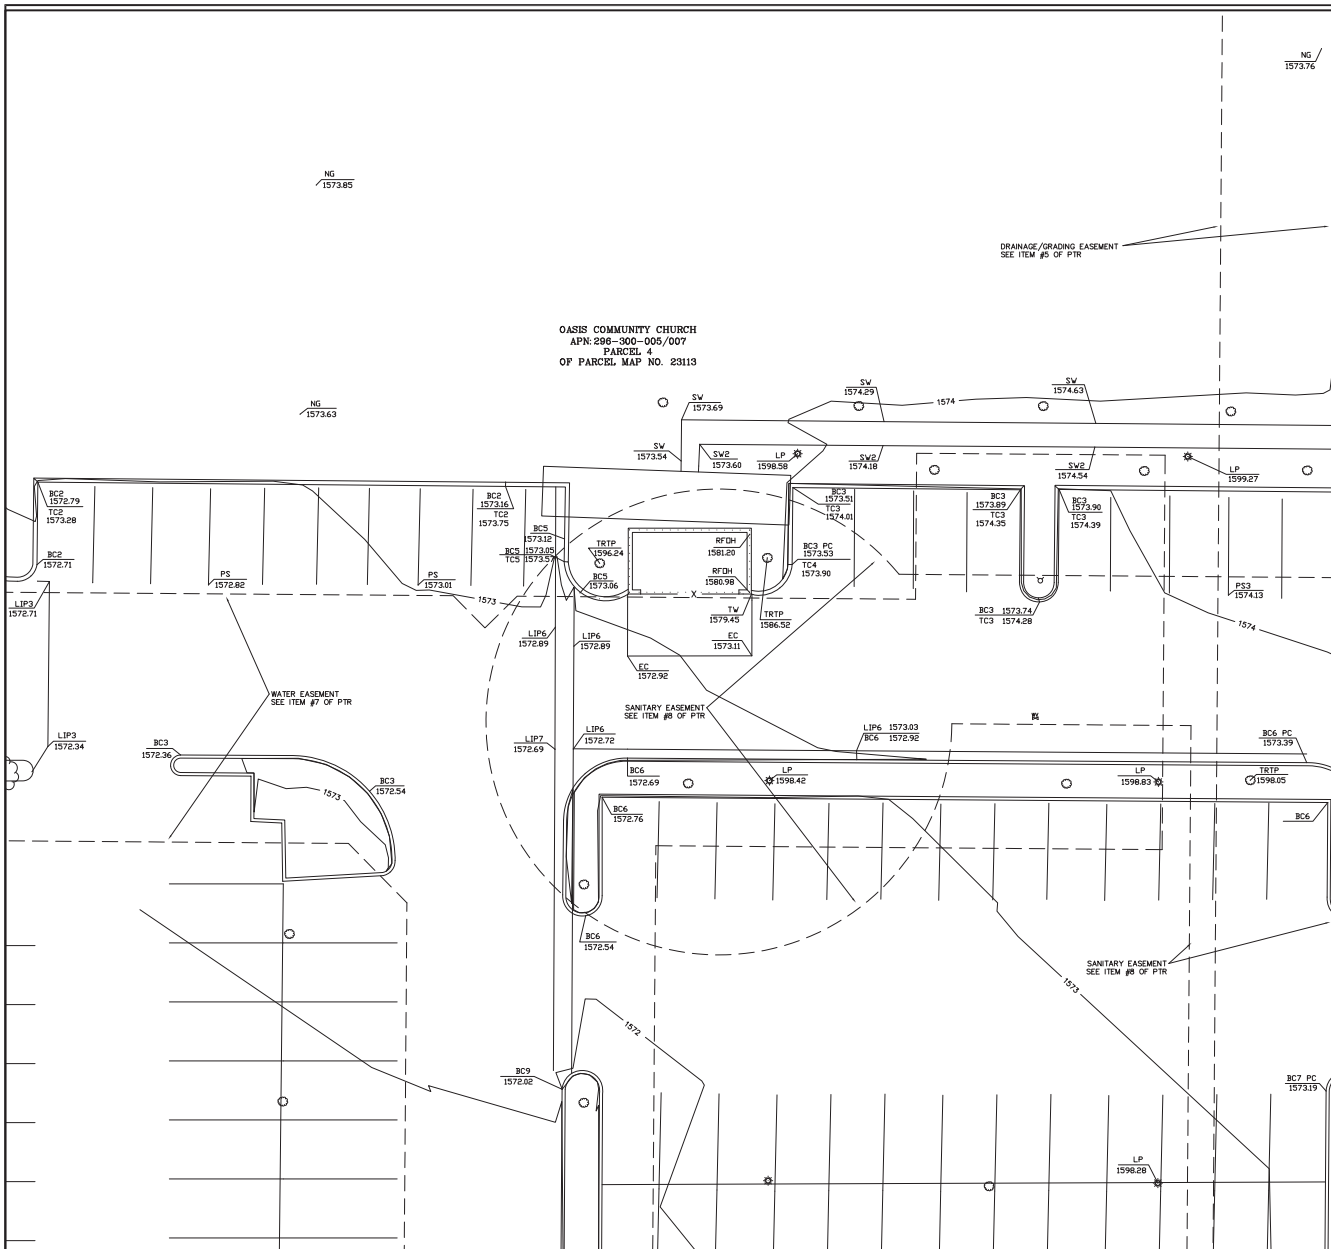 NG
1573.76
NG
1573.85
DRAINAGE/GRADING EASEMENT
SEE ITEM #5 OF PTR
OASIS COMMUNITY CHURCH
APN: 296-300-005/007
PARCEL 4
OF PARCEL MAP NO. 23113
NG
1573.63
SW
1573.69
SW
1574.29
1574
SW
1574.63
SW
1573.54
SW2
1573.60
LP
1598.58
SW2
1574.18
SW2
1574.54
LP
1599.27
BC2
1572.79
TC2
1573.28
BC2
1573.16
TC2
1573.75
BC3
1573.51
TC3
1574.01
BC3
1573.89
TC3
1574.35
BC3
1573.90
TC3
1574.39
BC5
1573.12
BC5 1573.05
TC5 1573.57
TRTP
1596.24
RFOH
1581.20
BC3 PC
1573.53
TC4
1573.90
BC2
1572.71
PS
1572.82
PS
1573.01
1573
BC5
1573.06
RFOH
1580.98
X
PS3
1574.13
LIP3
1572.71
TW
1579.45
TRTP
1586.52
BC3 1573.74
TC3 1574.28
1574
LIP6
1572.89
LIP6
1572.89
EC
1573.11
EC
1572.92
WATER EASEMENT
SEE ITEM #7 OF PTR
SANITARY EASEMENT
SEE ITEM #8 OF PTR
LIP3
1572.34
BC3
1572.36
LIP7
1572.69
LIP6
1572.72
LIP6 1573.03
BC6 1572.92
BC6 PC
1573.39
BC3
1572.54
1573
BC6
1572.69
LP
1598.42
LP
1598.83
TRTP
1598.05
BC6
1572.76
BC6
BC6
1572.54
SANITARY EASEMENT
SEE ITEM #8 OF PTR
1573
1572
BC9
1572.02
BC7 PC
1573.19
LP
1598.28